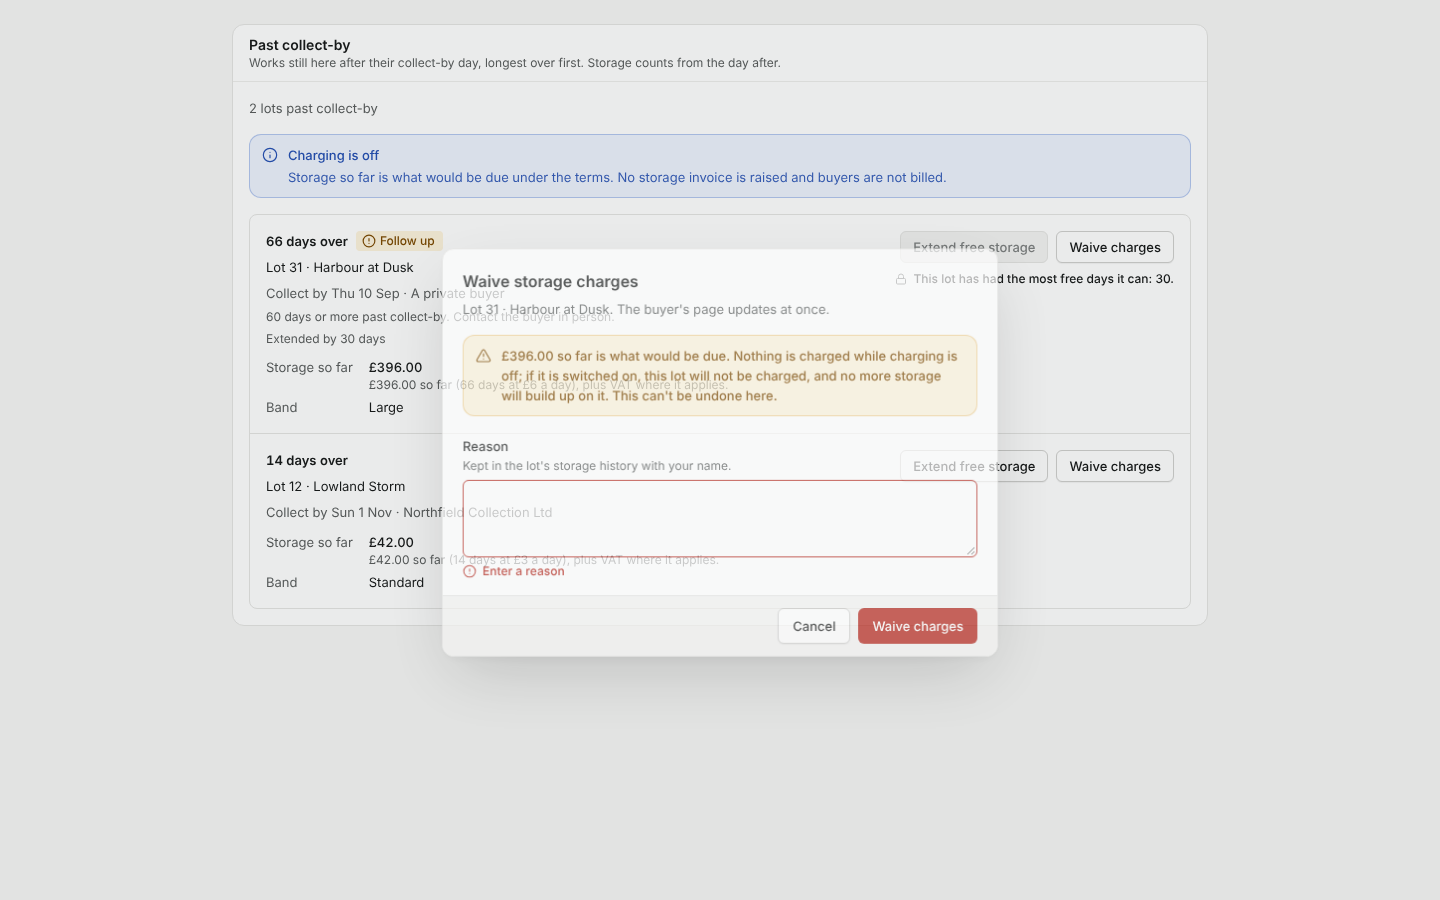 Past collect-by
Works still here after their collect-by day, longest over first. Storage counts from the day after.
2 lots past collect-by
Charging is off
Storage so far is what would be due under the terms. No storage invoice is raised and buyers are not billed.
66 days over
Follow up
Extend free storage
Waive charges
Lot 31 · Harbour at Dusk
This lot has had the most free days it can: 30.
Collect by Thu 10 Sep · A private buyer
60 days or more past collect-by. Contact the buyer in person.
Extended by 30 days
Storage so far
£396.00
£396.00 so far (66 days at £6 a day), plus VAT where it applies.
Band
Large
14 days over
Extend free storage
Waive charges
Lot 12 · Lowland Storm
Collect by Sun 1 Nov · Northfield Collection Ltd
Storage so far
£42.00
£42.00 so far (14 days at £3 a day), plus VAT where it applies.
Band
Standard
Waive storage charges
Lot 31 · Harbour at Dusk. The buyer's page updates at once.
£396.00 so far is what would be due. Nothing is charged while charging is
off; if it is switched on, this lot will not be charged, and no more storage
will build up on it. This can't be undone here.
Reason
Kept in the lot's storage history with your name.
Enter a reason
Cancel
Waive charges